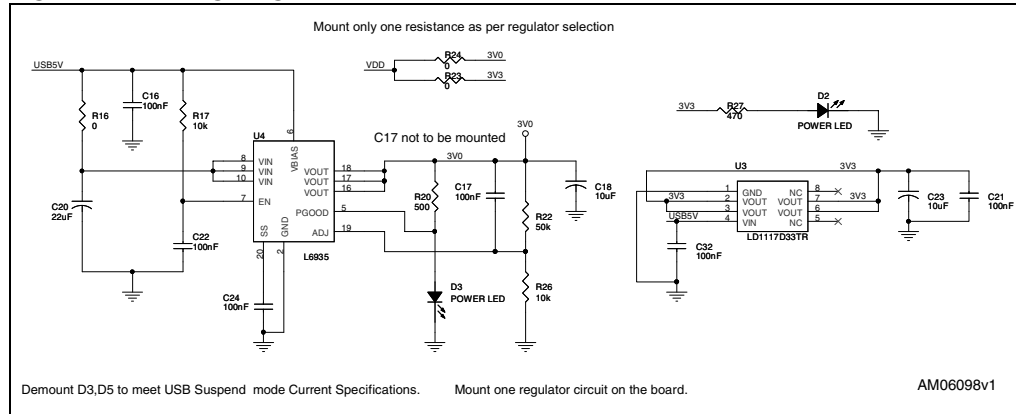 Mount only one resistance as per regulator selection
USB5V
R16
0
C16
100nF
R17
10k
C20
22uF
C22
100nF
U4
VBIAS
6
8
VIN
9
VIN
10
VIN
7
EN
VOUT
18
VOUT
17
VOUT
16
PGOOD
5
ADJ
19
SS
GND
20
2
L6935
C24
100nF
VDD
R24
0
3V0
R23
0
3V3
C17 not to be mounted
3V0
3V0
R20
500
C17
100nF
R22
50k
C18
10uF
D3
POWER LED
R26
10k
3V3
R27
470
D2
POWER LED
U3
3V3
1
GND
NC
8
3V3
2
VOUT
VOUT
7
3V3
3
VOUT
VOUT
6
USB5V
4
VIN
NC
5
LD1117D33TR
C32
100nF
C23
10uF
C21
100nF
Demount D3,D5 to meet USB Suspend mode Current Specifications.
Mount one regulator circuit on the board.
AM06098v1